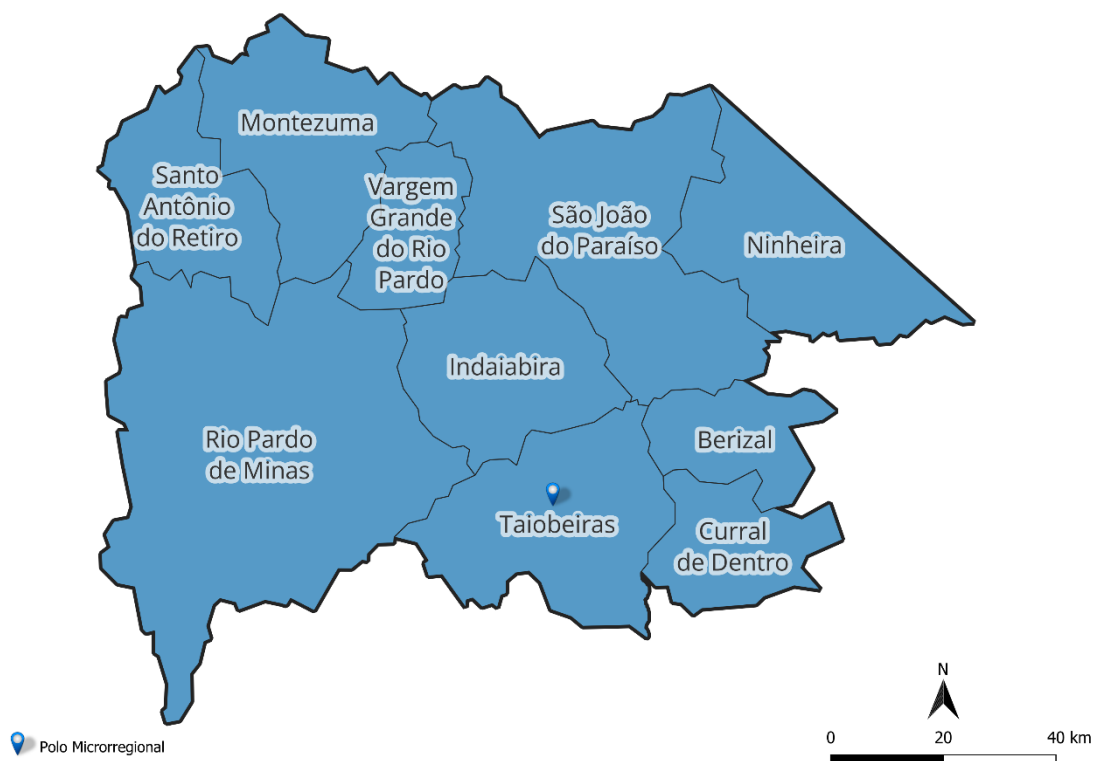 Montezuma
Santo
Antônio
do Retiro
Vargem
Grande
do Rio
Pardo
São João
do Paraíso
Ninheira
Indaiabira
Rio Pardo
de Minas
Berizal
Taiobeiras
Curral
de Dentro
N
Polo Microrregional
0 20 40 km